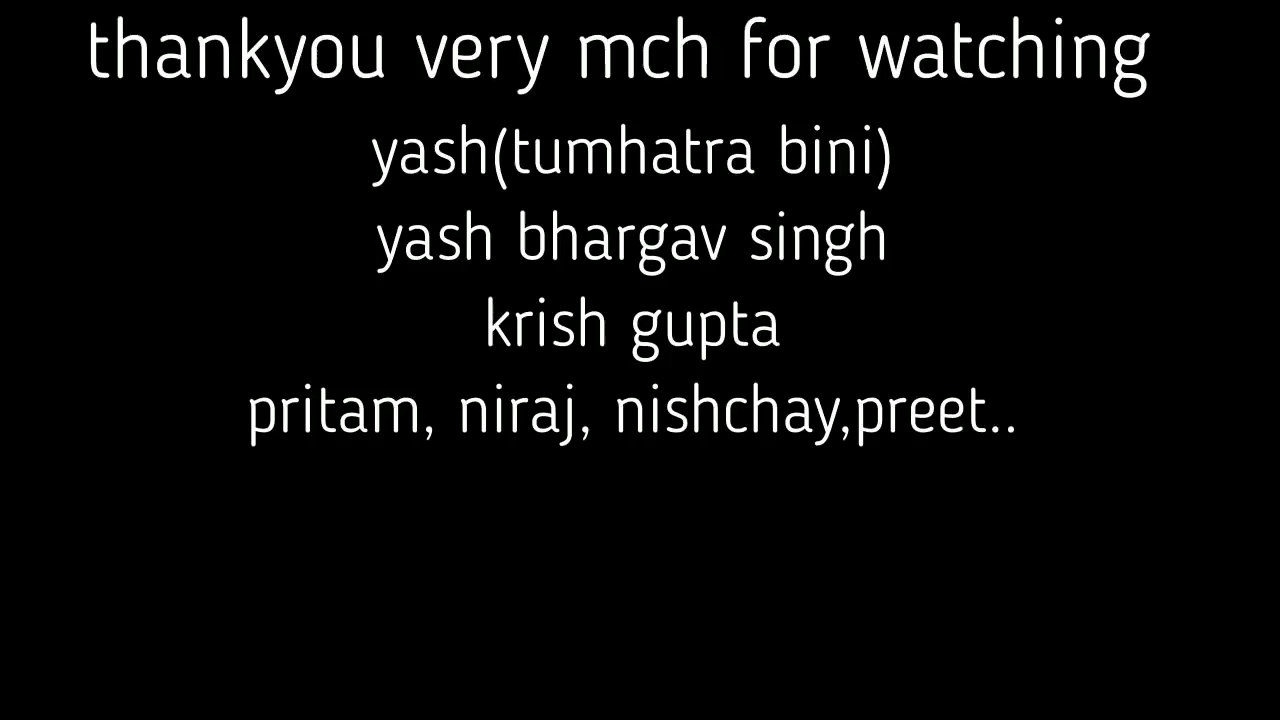 thankyou very mch for watching
yash(tumhatra bini)
yash bhargav singh
krish gupta
pritam, niraj, nishchay,preet..